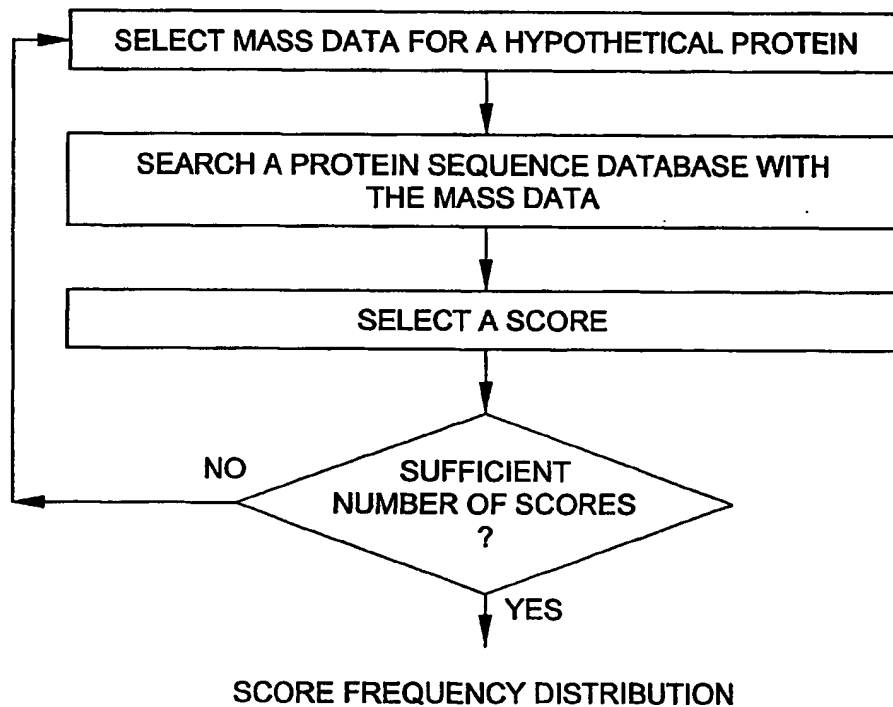 SELECT MASS DATA FOR A HYPOTHETICAL PROTEIN
SEARCH A PROTEIN SEQUENCE DATABASE WITH
THE MASS DATA
SELECT A SCORE
NO
SUFFICIENT
NUMBER OF SCORES
?
YES
SCORE FREQUENCY DISTRIBUTION